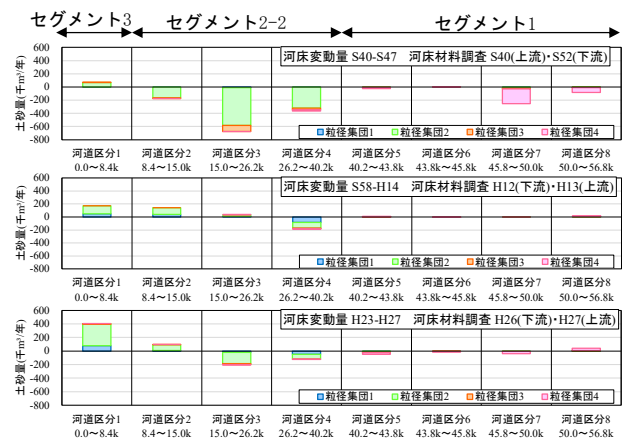 セグメント3 セグメント2-2 セグメント1
土砂量(千m³/年)
600
400
200
0
-200
-400
-600
-800
河床変動量 S40-S47 河床材料調査 S40(上流)・S52(下流)
粒径集団1 粒径集団2 粒径集団3 粒径集団4
河道区分1 河道区分2 河道区分3 河道区分4 河道区分5 河道区分6 河道区分7 河道区分8
0.0～8.4k 8.4～15.0k 15.0～26.2k 26.2～40.2k 40.2～43.8k 43.8k～45.8k 45.8～50.0k 50.0～56.8k
土砂量(千m³/年)
600
400
200
0
-200
-400
-600
-800
河床変動量 S58-H14 河床材料調査 H12(下流)・H13(上流)
粒径集団1 粒径集団2 粒径集団3 粒径集団4
河道区分1 河道区分2 河道区分3 河道区分4 河道区分5 河道区分6 河道区分7 河道区分8
0.0～8.4k 8.4～15.0k 15.0～26.2k 26.2～40.2k 40.2～43.8k 43.8k～45.8k 45.8～50.0k 50.0～56.8k
土砂量(千m³/年)
600
400
200
0
-200
-400
-600
-800
河床変動量 H23-H27 河床材料調査 H26(下流)・H27(上流)
粒径集団1 粒径集団2 粒径集団3 粒径集団4
河道区分1 河道区分2 河道区分3 河道区分4 河道区分5 河道区分6 河道区分7 河道区分8
0.0～8.4k 8.4～15.0k 15.0～26.2k 26.2～40.2k 40.2～43.8k 43.8k～45.8k 45.8～50.0k 50.0～56.8k